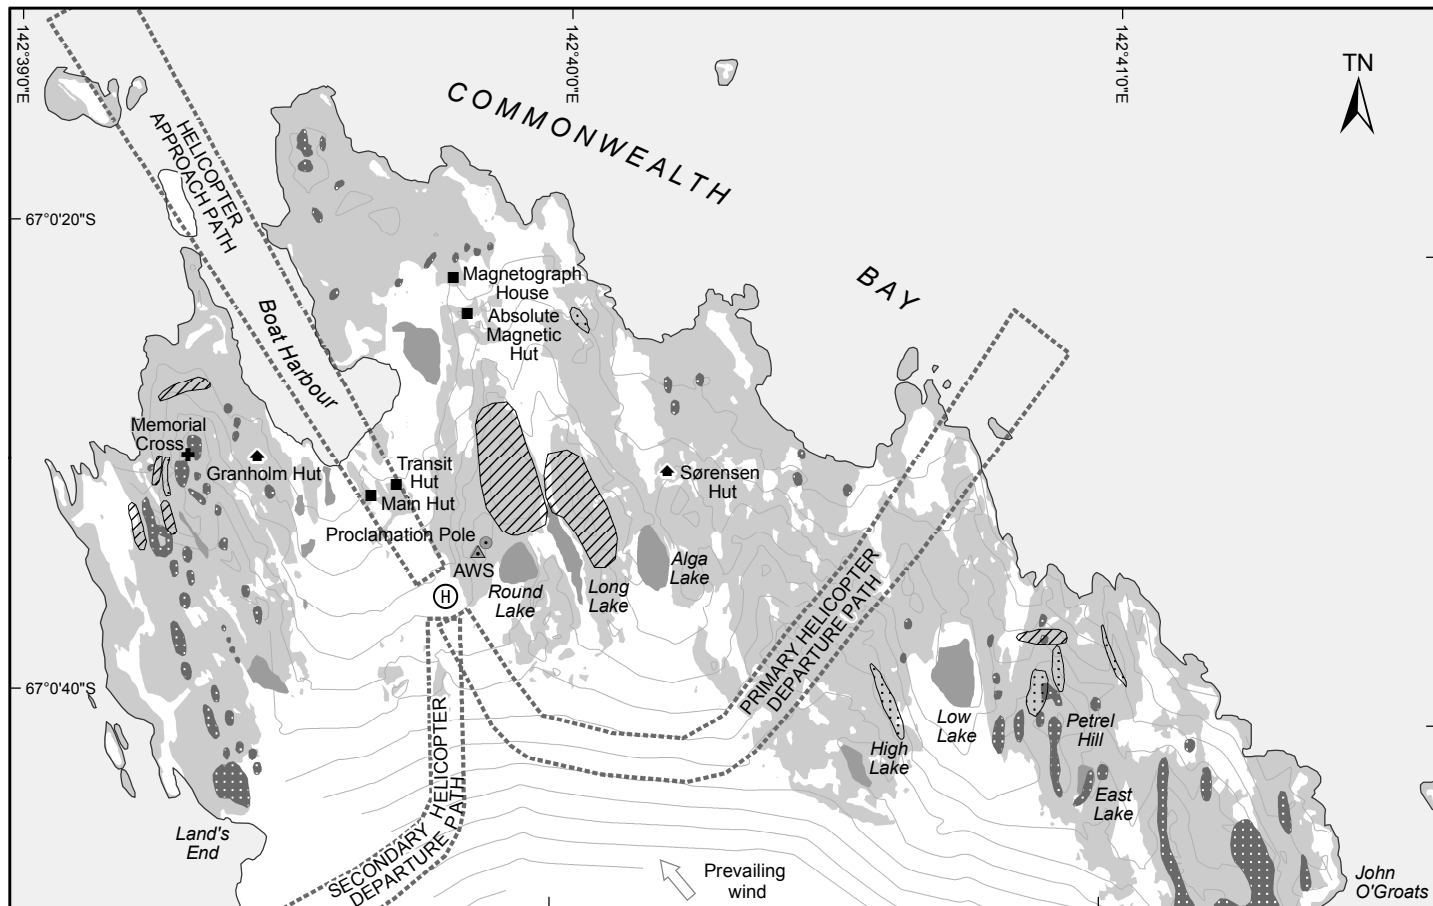 142°39'0"E
142°40'0"E
142°41'0"E
TN
COMMONWEALTH
BAY
HELICOPTER
APPROACH PATH
67°0'20"S
Magnetograph
House
Absolute
Magnetic
Hut
Boat Harbour
Memorial
Cross
Granholm Hut
Transit
Hut
Main Hut
Sørensen
Hut
Proclamation Pole
AWS
H
Round
Lake
Long
Lake
Alga
Lake
PRIMARY HELICOPTER
DEPARTURE PATH
67°0'40"S
High
Lake
Low
Lake
Petrel
Hill
East
Lake
Land's
End
SECONDARY HELICOPTER
DEPARTURE PATH
Prevailing
wind
John
O'Groats